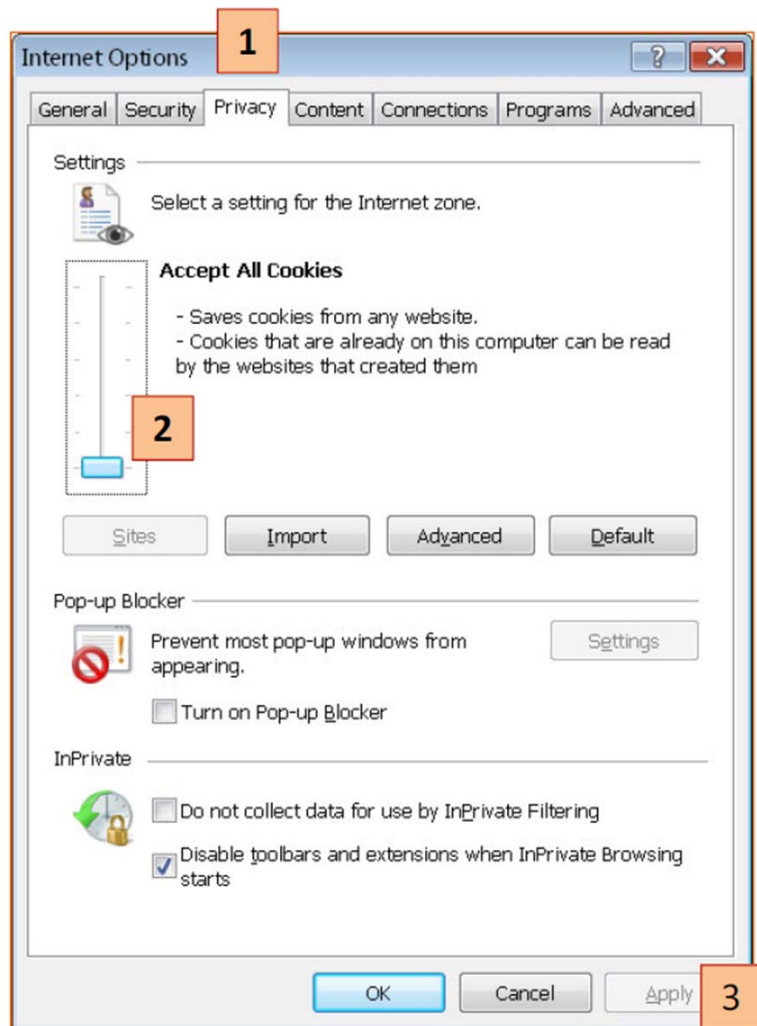 1
Internet Options
General Security Privacy Content Connections Programs Advanced
Settings
Select a setting for the Internet zone.
Accept All Cookies
- Saves cookies from any website.
- Cookies that are already on this computer can be read
by the websites that created them
2
Sites Import Advanced Default
Pop-up Blocker
Prevent most pop-up windows from
appearing.
Settings
Turn on Pop-up Blocker
InPrivate
Do not collect data for use by InPrivate Filtering
Disable toolbars and extensions when InPrivate Browsing
starts
OK Cancel Apply
3